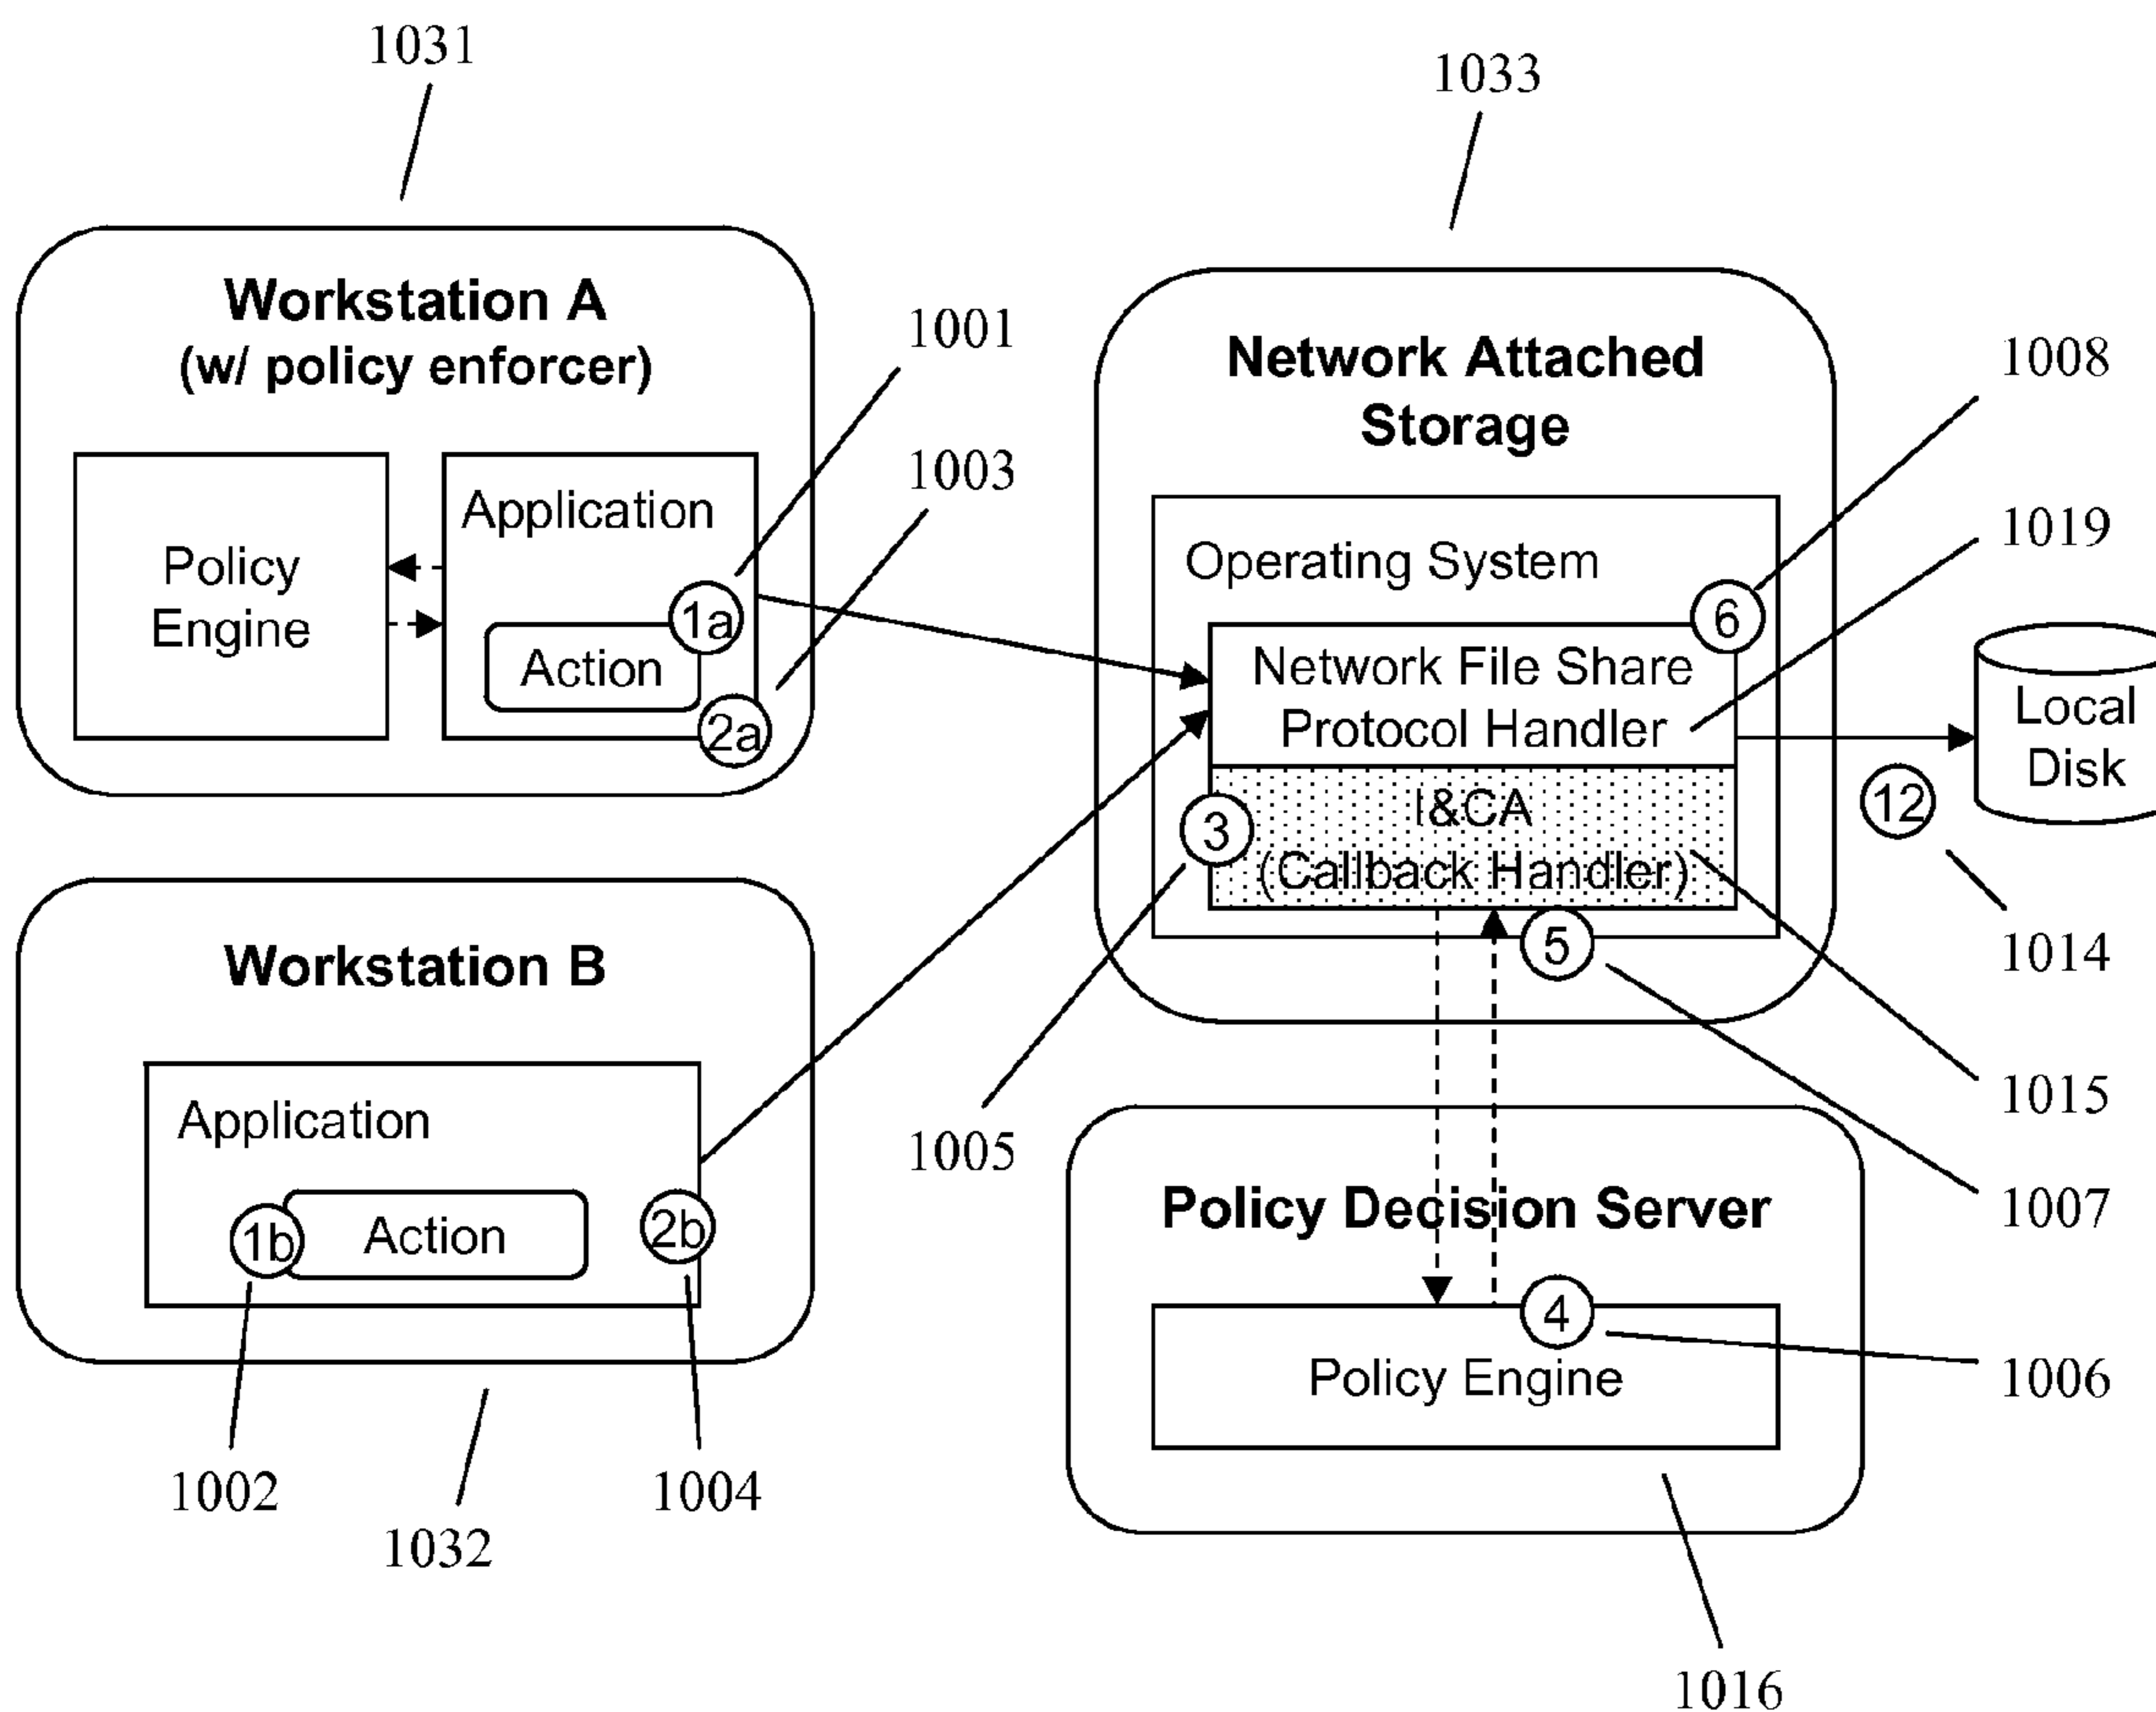 1031
1033
Workstation A
(w/ policy enforcer)
Policy
Engine
Application
1a
Action
2a
1001
1003
Network Attached
Storage
Operating System
6
Network File Share
Protocol Handler
I&CA
(Callback Handler)
3
5
1008
1019
Local
Disk
12
1014
1015
1007
Workstation B
Application
1b
Action
2b
1002
1004
1032
1005
Policy Decision Server
4
Policy Engine
1006
1016